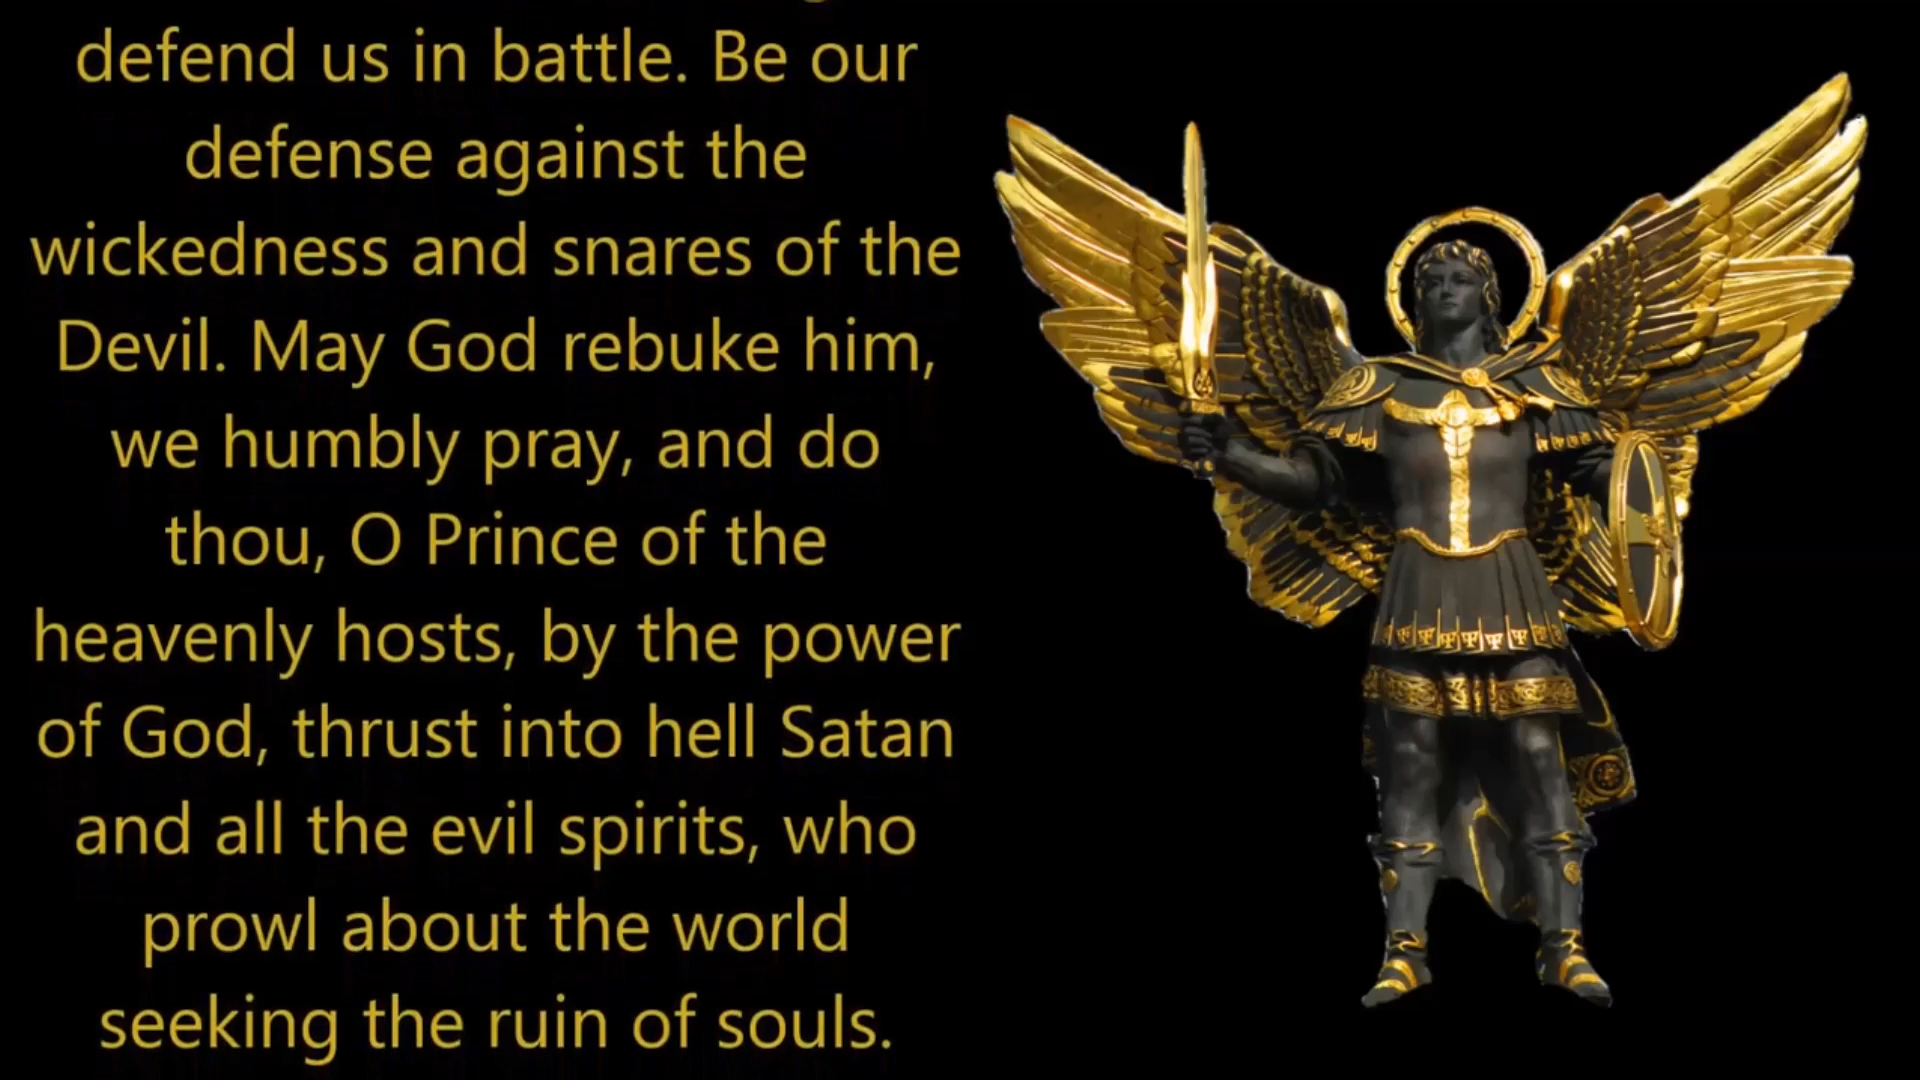 defend us in battle. Be our
defense against the
wickedness and snares of the
Devil. May God rebuke him,
we humbly pray, and do
thou, O Prince of the
heavenly hosts, by the power
of God, thrust into hell Satan
and all the evil spirits, who
prowl about the world
seeking the ruin of souls.